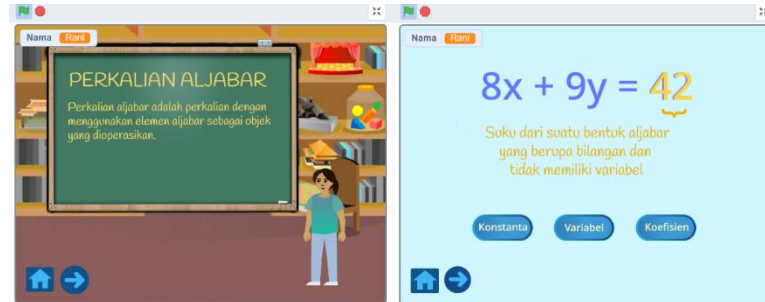 Nama Rani
PERKALIAN ALJABAR
Perkalian aljabar adalah perkalian dengan
menggunakan elemen aljabar sebagai objek
yang dioperasikan.
Nama Rani
8x + 9y = 42
Suku dari suatu bentuk aljabar
yang berupa bilangan dan
tidak memiliki variabel
Konstanta Variabel Koefisien